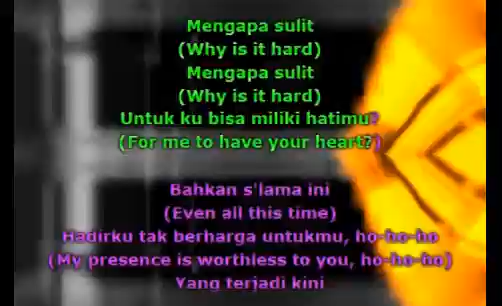 Mengapa sulit
(Why is it hard)
Mengapa sulit
(Why is it hard)
Untuk ku bisa miliki hatimu?
(For me to have your heart?)
Bahkan s'lama ini
(Even all this time)
Hadirku tak berharga untukmu, ho-ho-ho
(My presence is worthless to you, ho-ho-ho)
Yang terjadi kini